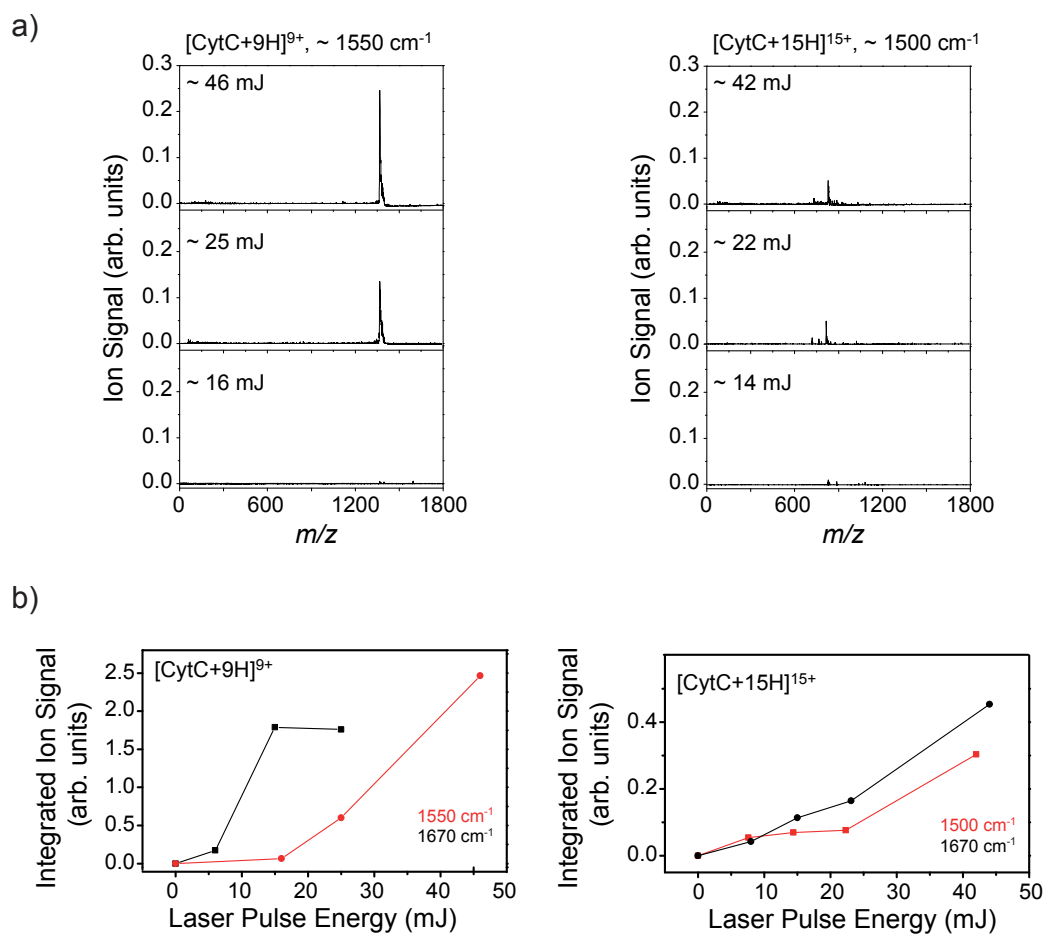 a)
[CytC+9H]⁹⁺, ~ 1550 cm⁻¹
0.3
~ 46 mJ
0.2
0.1
0.0
~ 25 mJ
0.2
0.1
0.0
~ 16 mJ
0.1
0.0
0 600 1200 1800
m/z
Ion Signal (arb. units)
[CytC+15H]¹⁵⁺, ~ 1500 cm⁻¹
0.3
~ 42 mJ
0.2
0.1
0.0
~ 22 mJ
0.2
0.1
0.0
~ 14 mJ
0.1
0.0
0 600 1200 1800
m/z
Ion Signal (arb. units)
b)
[CytC+9H]⁹⁺
2.5
2.0
1.5
1.0
0.5
0.0
1550 cm⁻¹
1670 cm⁻¹
0 10 20 30 40 50
Laser Pulse Energy (mJ)
Integrated Ion Signal
(arb. units)
[CytC+15H]¹⁵⁺
0.4
0.2
0.0
1500 cm⁻¹
1670 cm⁻¹
0 10 20 30 40 50
Laser Pulse Energy (mJ)
Integrated Ion Signal
(arb. units)